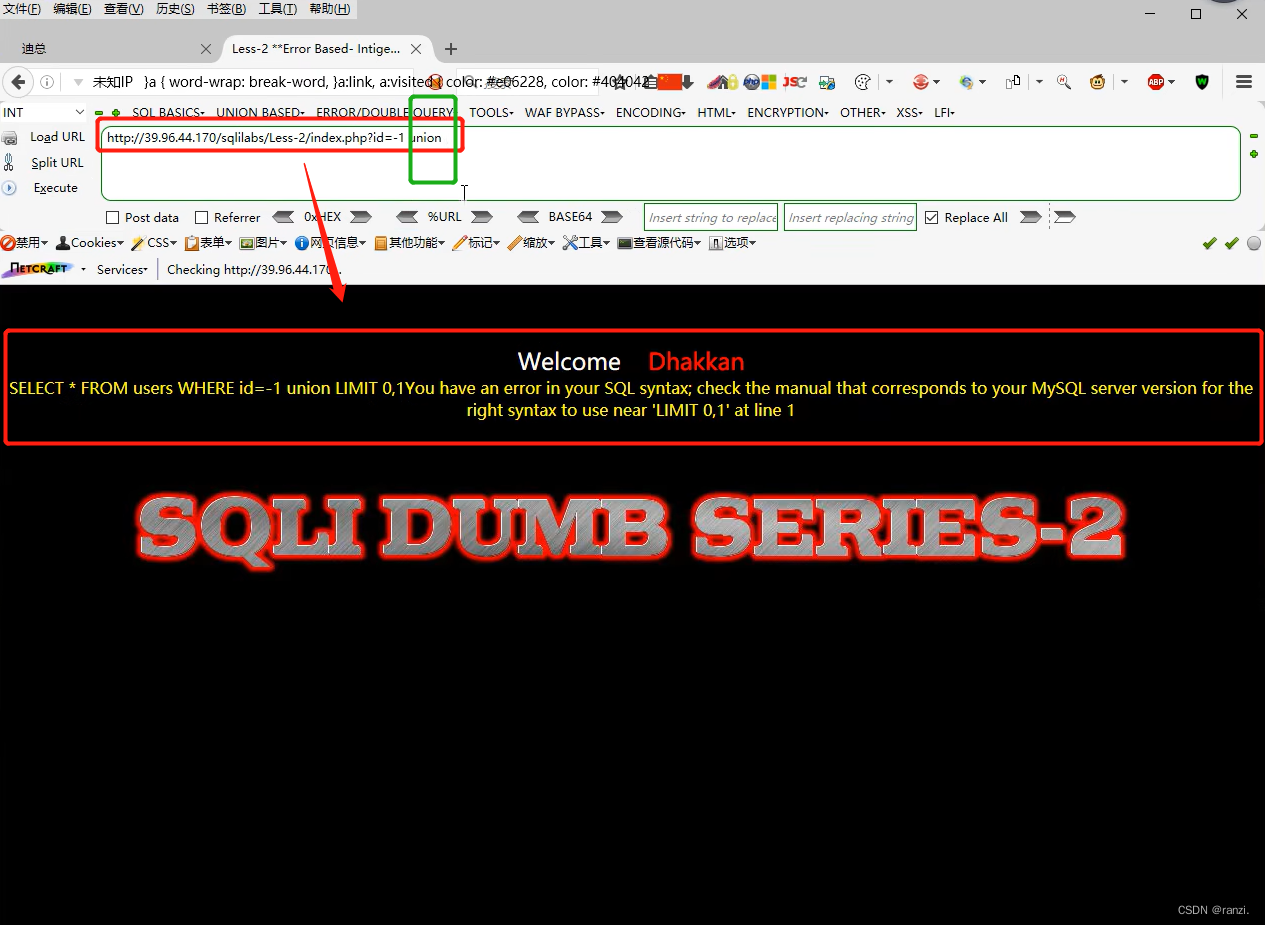 文件(F) 编辑(E) 查看(V) 历史(S) 书签(B) 工具(T) 帮助(H)
迪总 Less-2 **Error Based- Intige...
未知IP }a { word-wrap: break-word, }a:link, a:visited color: #e06228, color: #404042
INT SQL BASICS UNION BASED ERROR/DOUBLE QUERY TOOLS WAF BYPASS ENCODING HTML ENCRYPTION OTHER XSS LFI
Load URL http://39.96.44.170/sqlilabs/Less-2/index.php?id=-1 union
Split URL
Execute
Post data Referrer 0xHEX %URL BASE64 Insert string to replace Insert replacing string Replace All
禁用 Cookies CSS 表单 图片 网页信息 其他功能 标记 缩放 工具 查看源代码 选项
NETCRAFT Services Checking http://39.96.44.170...
Welcome Dhakkan
SELECT * FROM users WHERE id=-1 union LIMIT 0,1You have an error in your SQL syntax; check the manual that corresponds to your MySQL server version for the
right syntax to use near 'LIMIT 0,1' at line 1
SQLI DUMB SERIES-2
CSDN @ranzi.